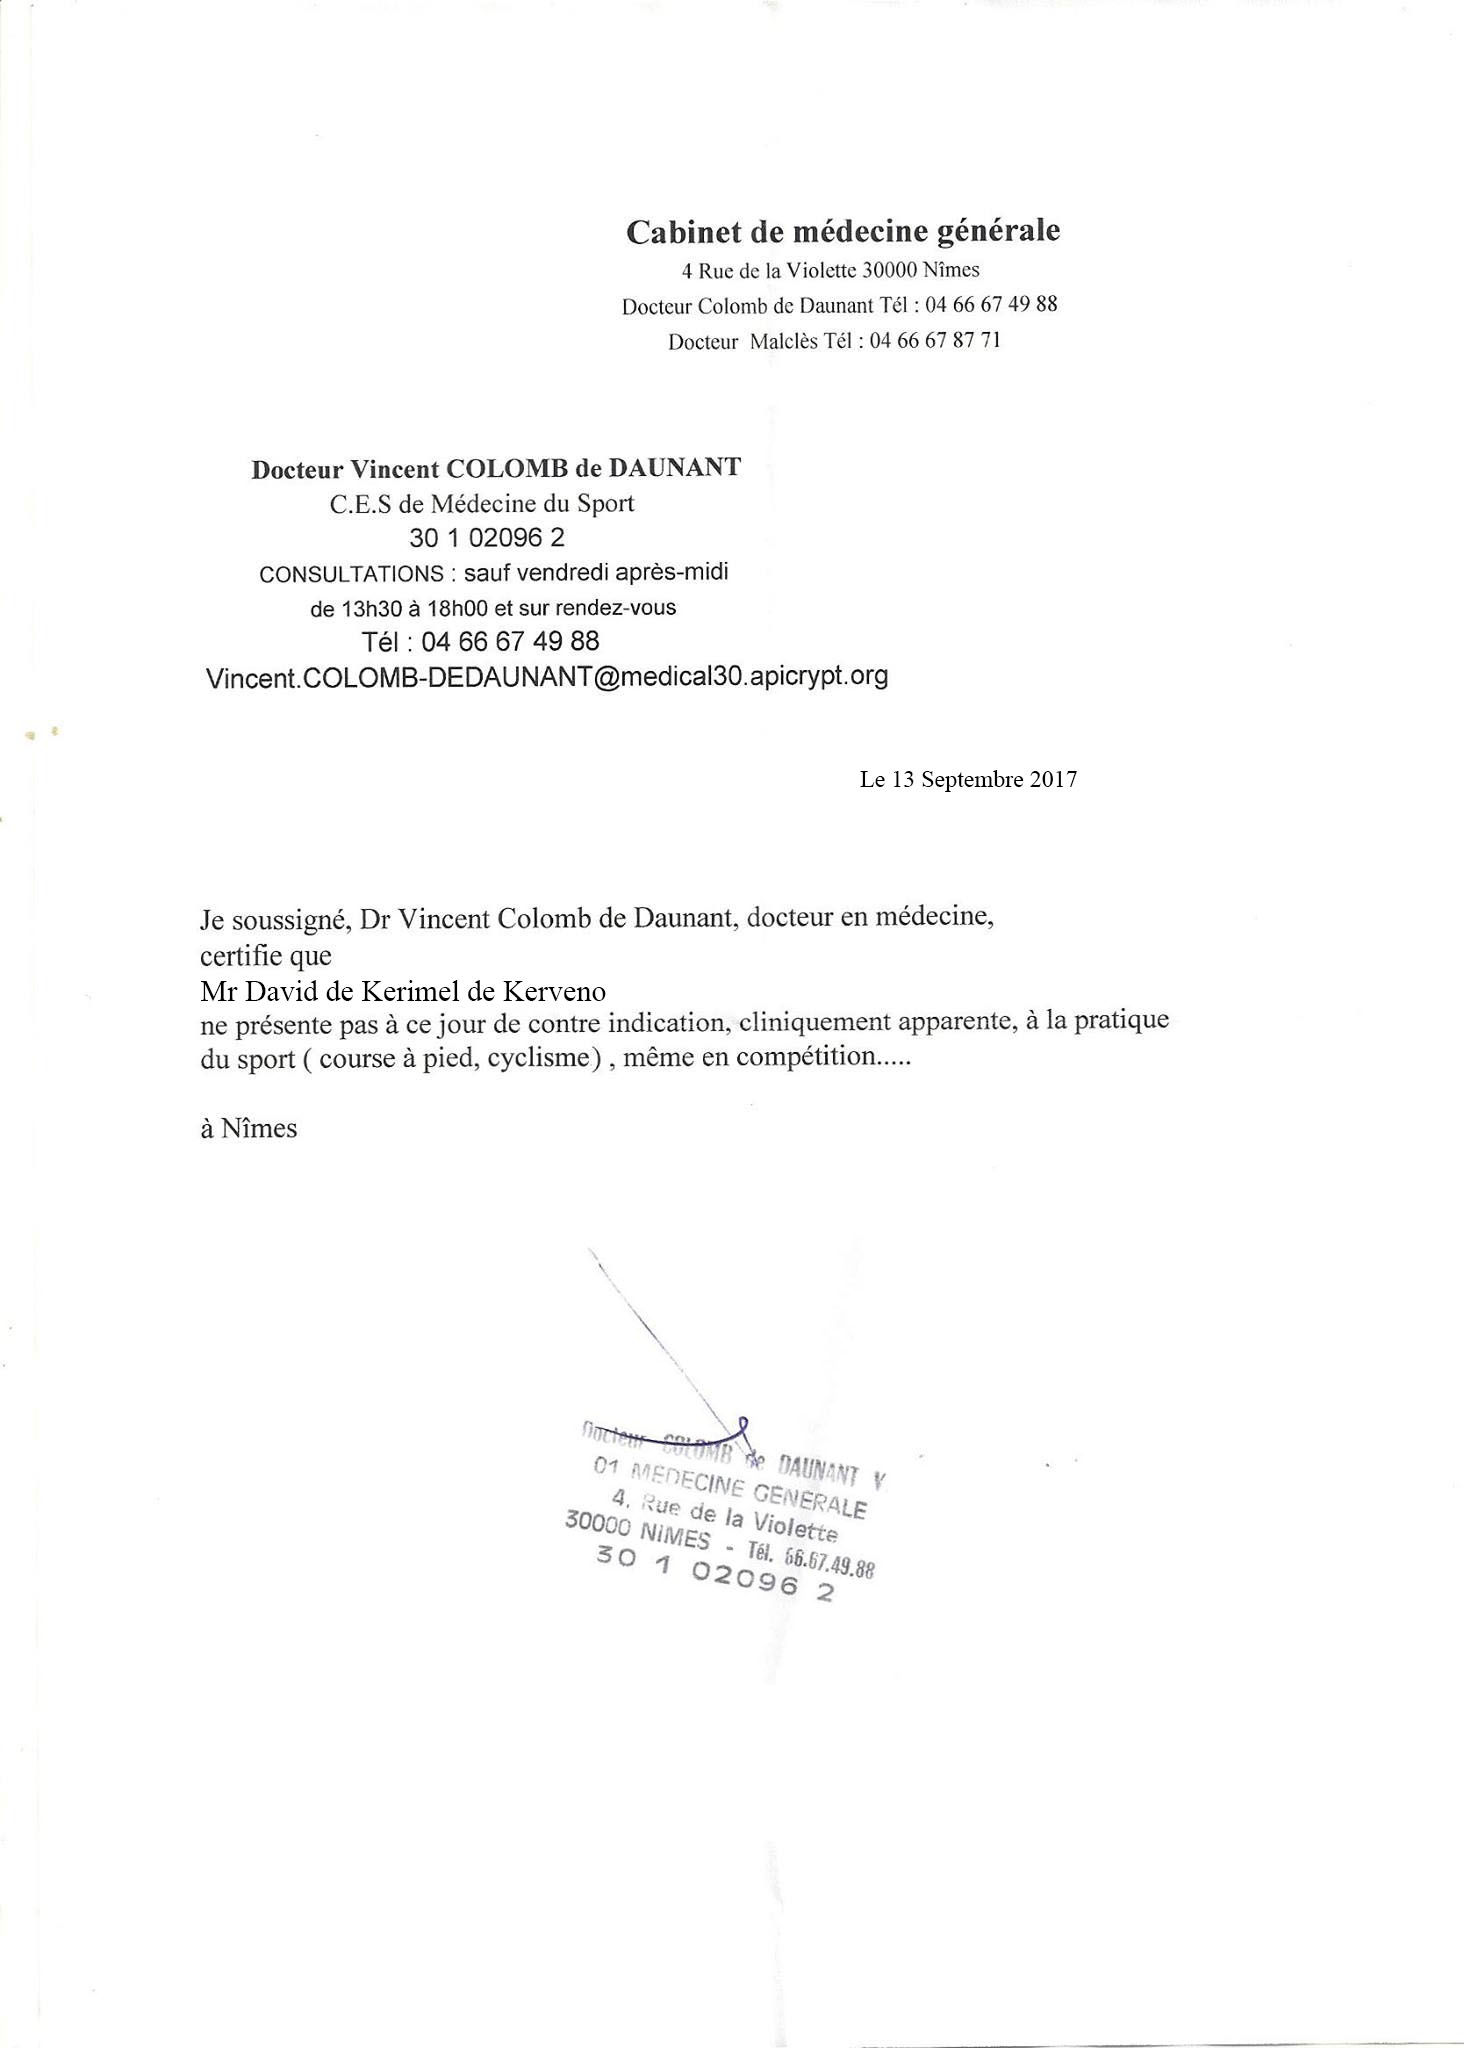 Cabinet de médecine générale
4 Rue de la Violette 30000 Nîmes
Docteur Colomb de Daunant Tél : 04 66 67 49 88
Docteur Malclès Tél : 04 66 67 87 71
Docteur Vincent COLOMB de DAUNANT
C.E.S de Médecine du Sport
30 1 02096 2
CONSULTATIONS : sauf vendredi après-midi
de 13h30 à 18h00 et sur rendez-vous
Tél : 04 66 67 49 88
Vincent.COLOMB-DEDAUNANT@medical30.apicrypt.org
Le 13 Septembre 2017
Je soussigné, Dr Vincent Colomb de Daunant, docteur en médecine,
certifie que
Mr David de Kerimel de Kerveno
ne présente pas à ce jour de contre indication, cliniquement apparente, à la pratique
du sport ( course à pied, cyclisme) , même en compétition.....
à Nîmes
Docteur COLOMB de DAUNANT V
01 MEDECINE GENERALE
4, Rue de la Violette
30000 NIMES - Tél. 66.67.49.88
30 1 02096 2